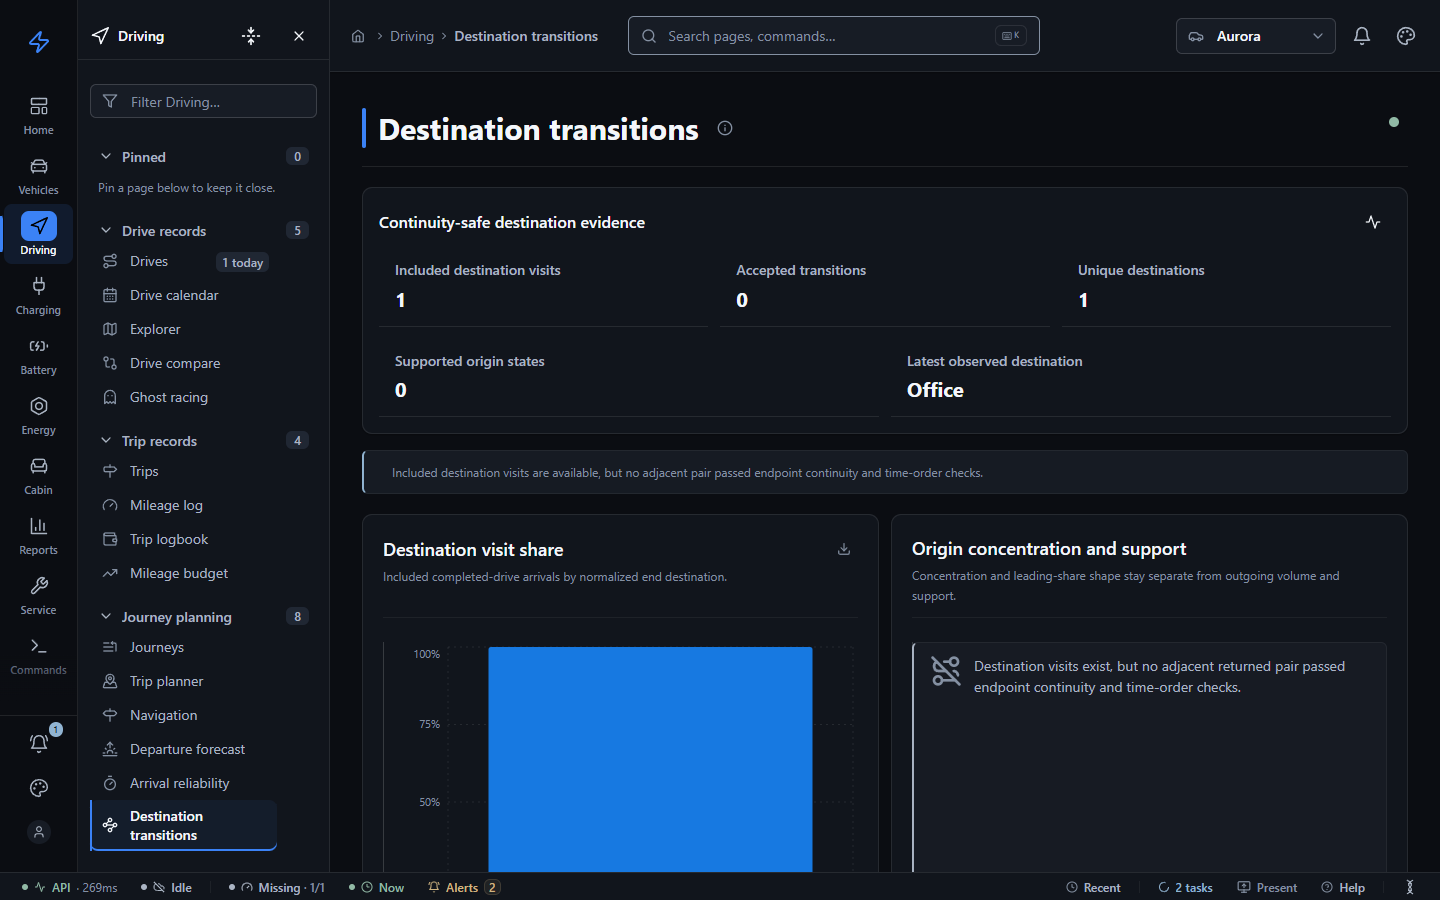 Home
Vehicles
Driving
Charging
Battery
Energy
Cabin
Reports
Service
Commands
1
Driving
Filter Driving...
Pinned
0
Pin a page below to keep it close.
Drive records
5
Drives
1 today
Drive calendar
Explorer
Drive compare
Ghost racing
Trip records
4
Trips
Mileage log
Trip logbook
Mileage budget
Journey planning
8
Journeys
Trip planner
Navigation
Departure forecast
Arrival reliability
Destination
transitions
Driving
Destination transitions
Search pages, commands...
K
Aurora
Destination transitions
Continuity-safe destination evidence
Included destination visits
1
Accepted transitions
0
Unique destinations
1
Supported origin states
0
Latest observed destination
Office
Included destination visits are available, but no adjacent pair passed endpoint continuity and time-order checks.
Destination visit share
Included completed-drive arrivals by normalized end destination.
100%
75%
50%
Origin concentration and support
Concentration and leading-share shape stay separate from outgoing volume and
support.
Destination visits exist, but no adjacent returned pair passed
endpoint continuity and time-order checks.
API · 269ms
Idle
Missing · 1/1
Now
Alerts 2
Recent
2 tasks
Present
Help